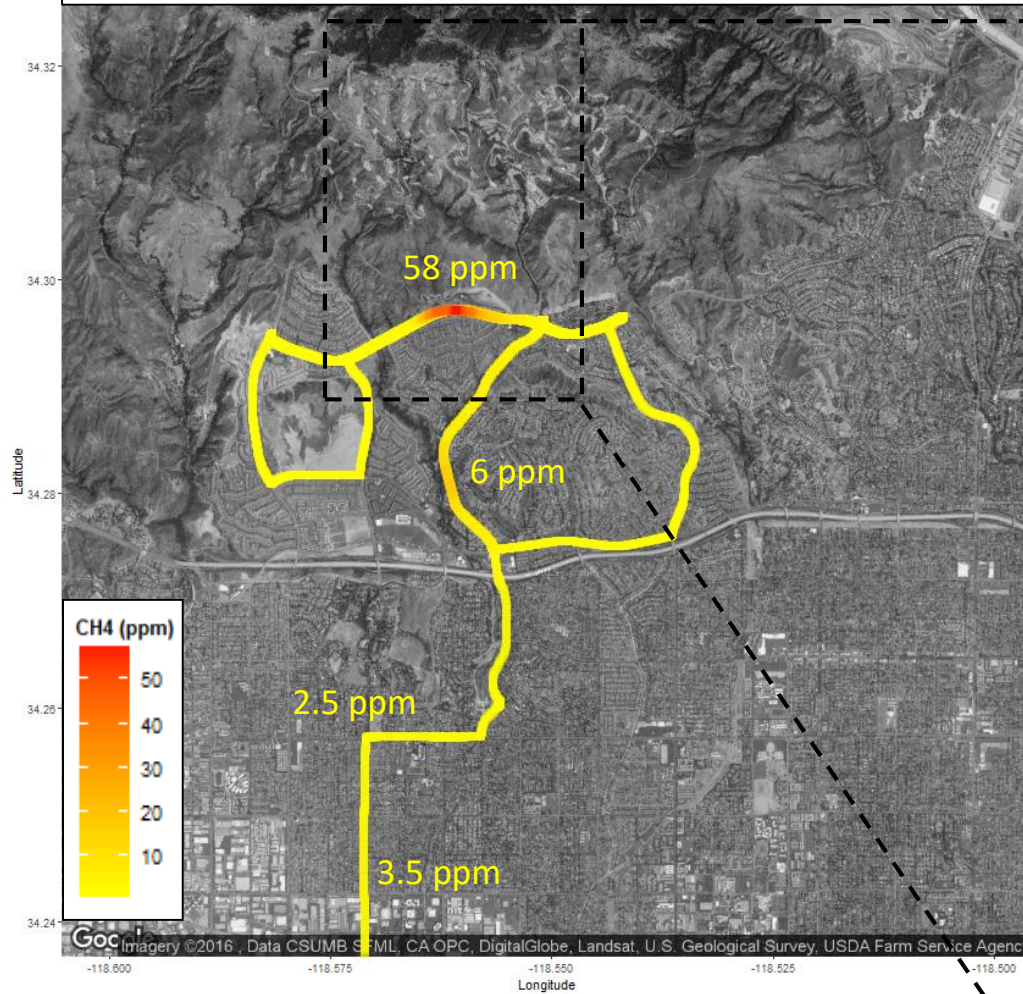 34.32
34.30
34.28
34.26
34.24
Latitude
58 ppm
6 ppm
2.5 ppm
3.5 ppm
CH4 (ppm)
50
40
30
20
10
Imagery ©2016 , Data CSUMB SFML, CA OPC, DigitalGlobe, Landsat, U.S. Geological Survey, USDA Farm Service Agency
-118.600
-118.575
-118.550
-118.525
-118.500
Longitude